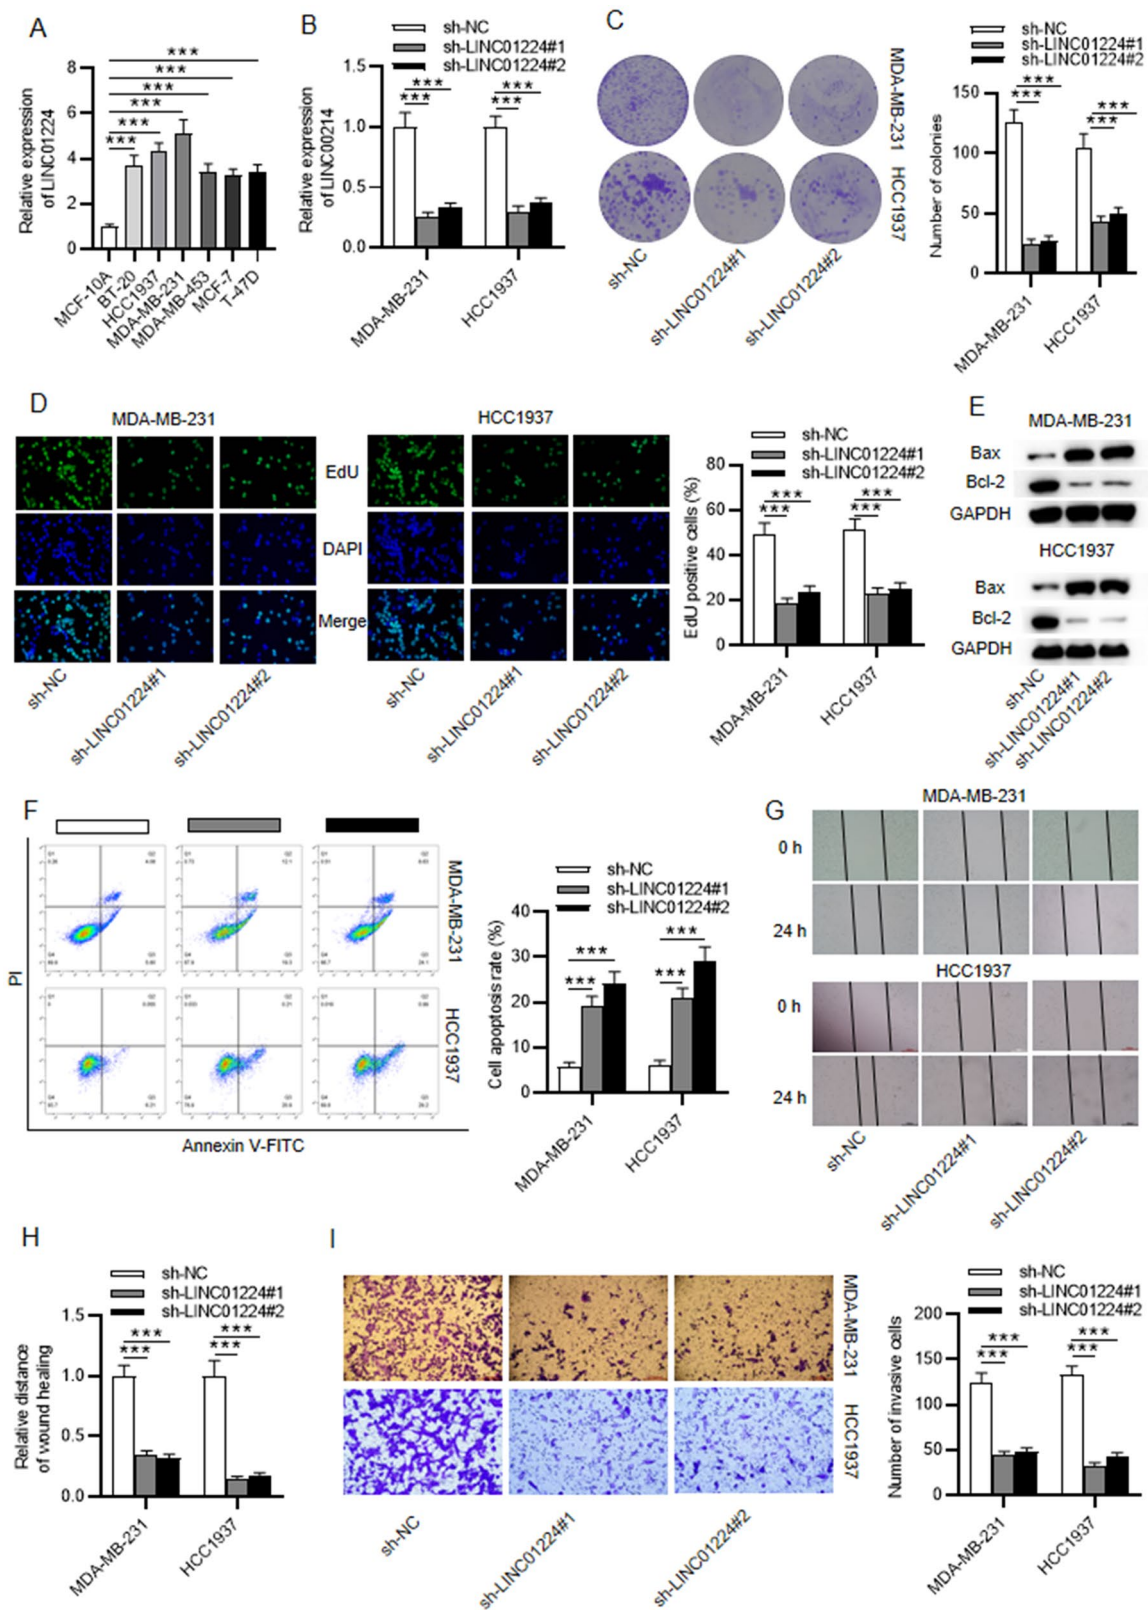 A
Relative expression
of LINC01224
8
6
4
2
0
***
***
***
***
***
***
MCF-10A
BT-20
HCC1937
MDA-MB-231
MDA-MB-453
MCF-7
T-47D
B
sh-NC
sh-LINC01224#1
sh-LINC01224#2
Relative expression
of LINC00214
1.5
1.0
0.5
0.0
***
***
***
***
MDA-MB-231
HCC1937
C
MDA-MB-231
HCC1937
sh-NC
sh-LINC01224#1
sh-LINC01224#2
sh-NC
sh-LINC01224#1
sh-LINC01224#2
Number of colonies
150
100
50
0
***
***
***
***
MDA-MB-231
HCC1937
D
MDA-MB-231
HCC1937
EdU
DAPI
Merge
sh-NC
sh-LINC01224#1
sh-LINC01224#2
sh-NC
sh-LINC01224#1
sh-LINC01224#2
sh-NC
sh-LINC01224#1
sh-LINC01224#2
EdU positive cells (%)
80
60
40
20
0
***
***
***
***
MDA-MB-231
HCC1937
E
MDA-MB-231
Bax
Bcl-2
GAPDH
HCC1937
Bax
Bcl-2
GAPDH
sh-NC
sh-LINC01224#1
sh-LINC01224#2
F
PI
Annexin V-FITC
MDA-MB-231
HCC1937
sh-NC
sh-LINC01224#1
sh-LINC01224#2
Cell apoptosis rate (%)
40
30
20
10
0
***
***
***
***
MDA-MB-231
HCC1937
G
MDA-MB-231
0 h
24 h
HCC1937
0 h
24 h
sh-NC
sh-LINC01224#1
sh-LINC01224#2
H
sh-NC
sh-LINC01224#1
sh-LINC01224#2
Relative distance
of wound healing
1.5
1.0
0.5
0.0
***
***
***
***
MDA-MB-231
HCC1937
I
MDA-MB-231
HCC1937
sh-NC
sh-LINC01224#1
sh-LINC01224#2
sh-NC
sh-LINC01224#1
sh-LINC01224#2
Number of invasive cells
200
150
100
50
0
***
***
***
***
MDA-MB-231
HCC1937